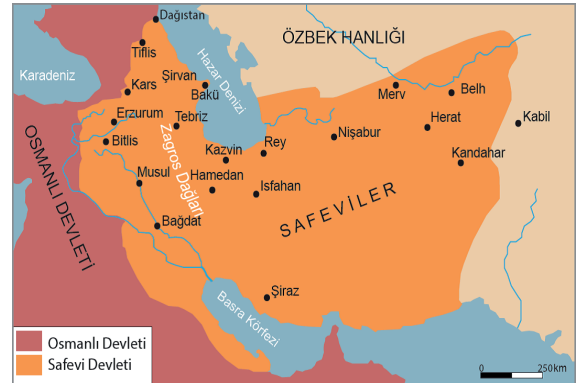 Dağıstan
ÖZBEK HANLIĞI
Tiflis
Hazar Denizi
Karadeniz
Şirvan
Kars
Bakü
Merv
Belh
Erzurum
Tebriz
Kabil
Herat
Nişabur
Bitlis
Zagros Dağları
Kazvin
Rey
Kandahar
OSMANLI DEVLETİ
Musul
Hamedan
Isfahan
SAFEVİLER
Bağdat
Şiraz
Basra Körfezi
Osmanlı Devleti
Safevi Devleti
0 250km